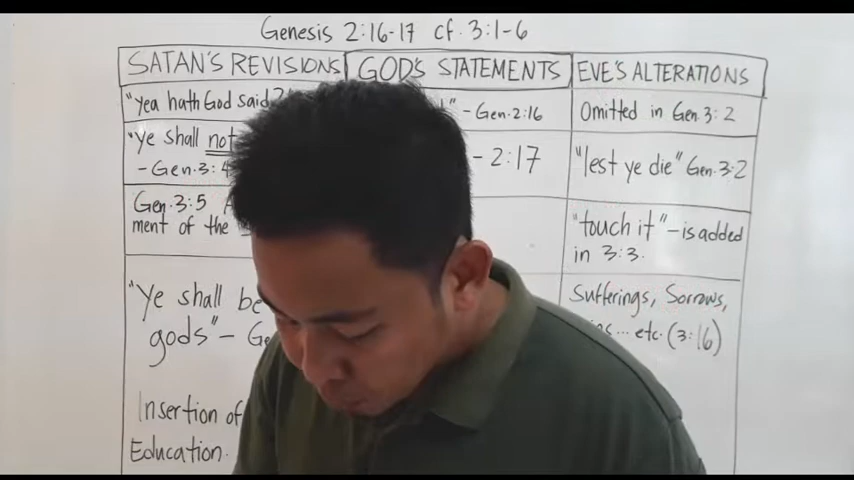 Genesis 2:16-17 cf. 3:1-6
SATAN'S REVISIONS GOD'S STATEMENTS EVE'S ALTERATIONS
"yea hath God said
" - Gen. 2:16
Omitted in Gen 3:2
"Ye shall not
- Gen. 3:
- 2:17
"lest ye die" Gen. 3:2
Gen. 3:5
ment of the
"touch it" - is added
in 3:3.
"Ye shall be
gods" -
Sufferings, Sorrows,
... etc. (3:16)
Insertion of
Education.